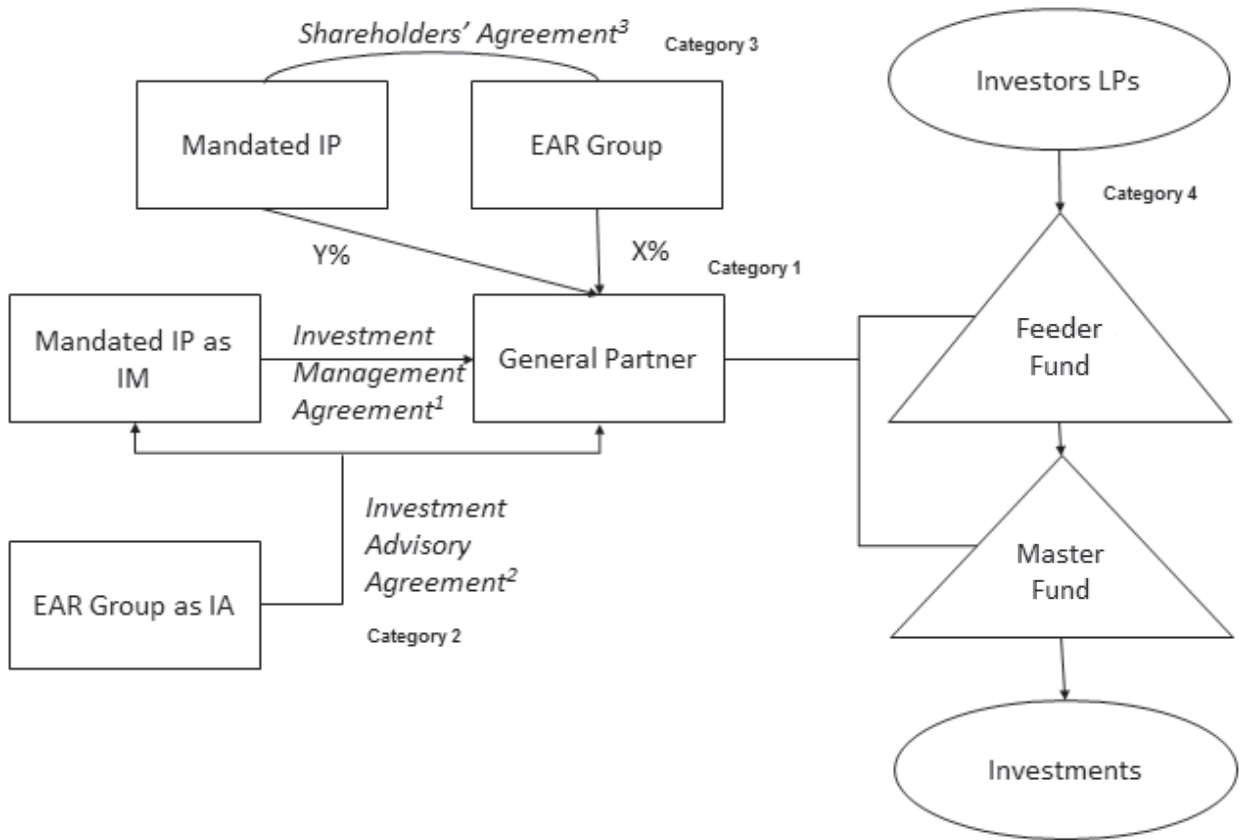 Shareholders’ Agreement³
Category 3
Investors LPs
Mandated IP
EAR Group
Category 4
Y%
X%
Category 1
Mandated IP as
IM
Investment
Management
Agreement¹
General Partner
Feeder
Fund
Investment
Advisory
Agreement²
Category 2
EAR Group as IA
Master
Fund
Investments